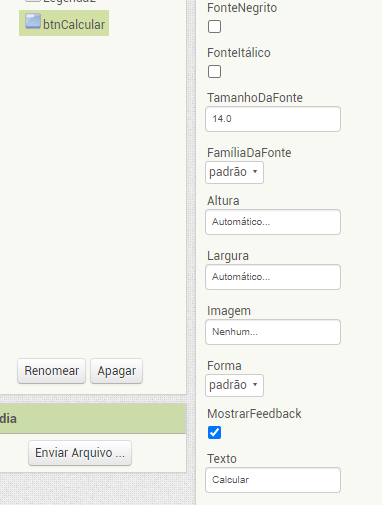 btnCalcular
Renomear
Apagar
dia
Enviar Arquivo ...
FonteNegrito
FonteItálico
TamanhoDaFonte
14.0
FamíliaDaFonte
padrão
Altura
Automático...
Largura
Automático...
Imagem
Nenhum...
Forma
padrão
MostrarFeedback
Texto
Calcular